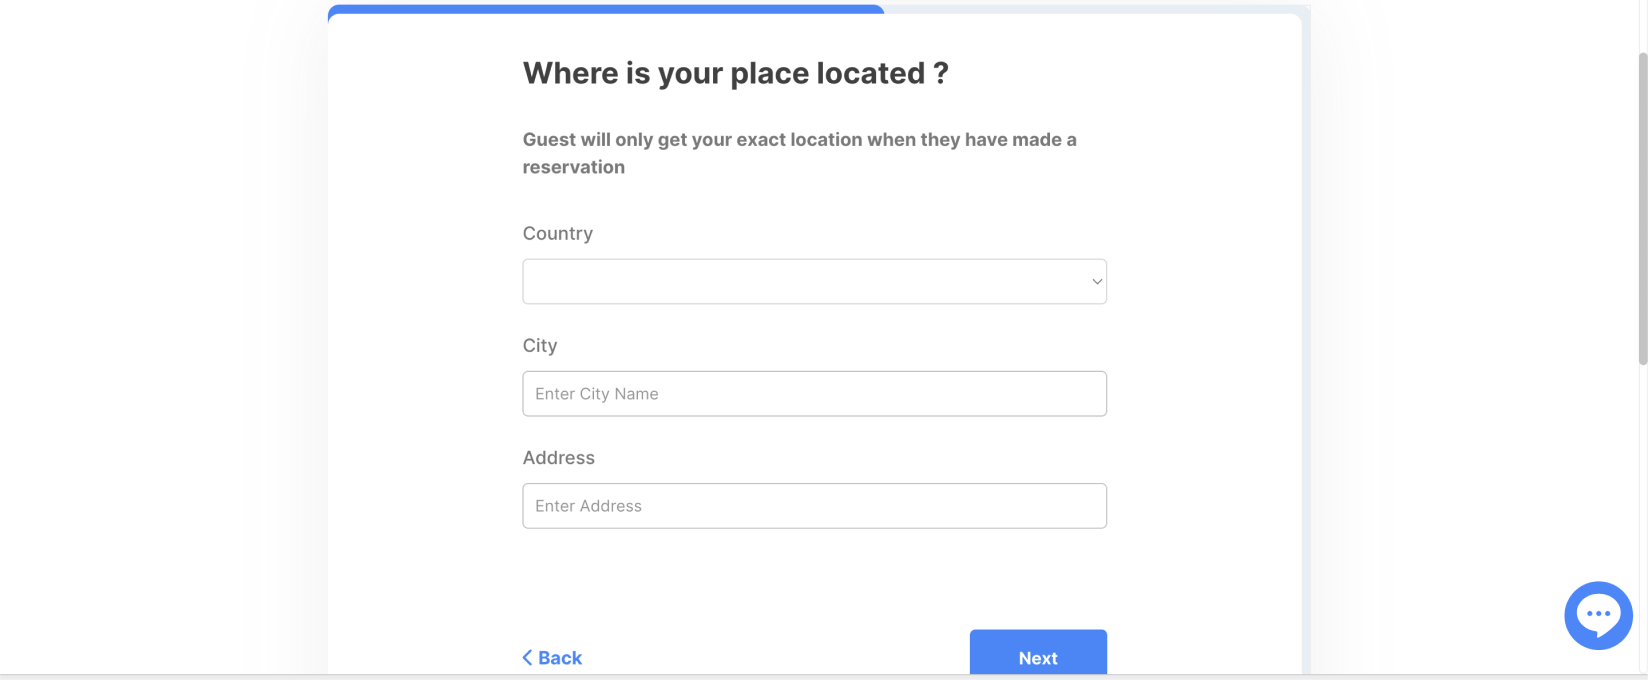 Where is your place located ?
Guest will only get your exact location when they have made a
reservation
Country
City
Enter City Name
Address
Enter Address
Back
Next